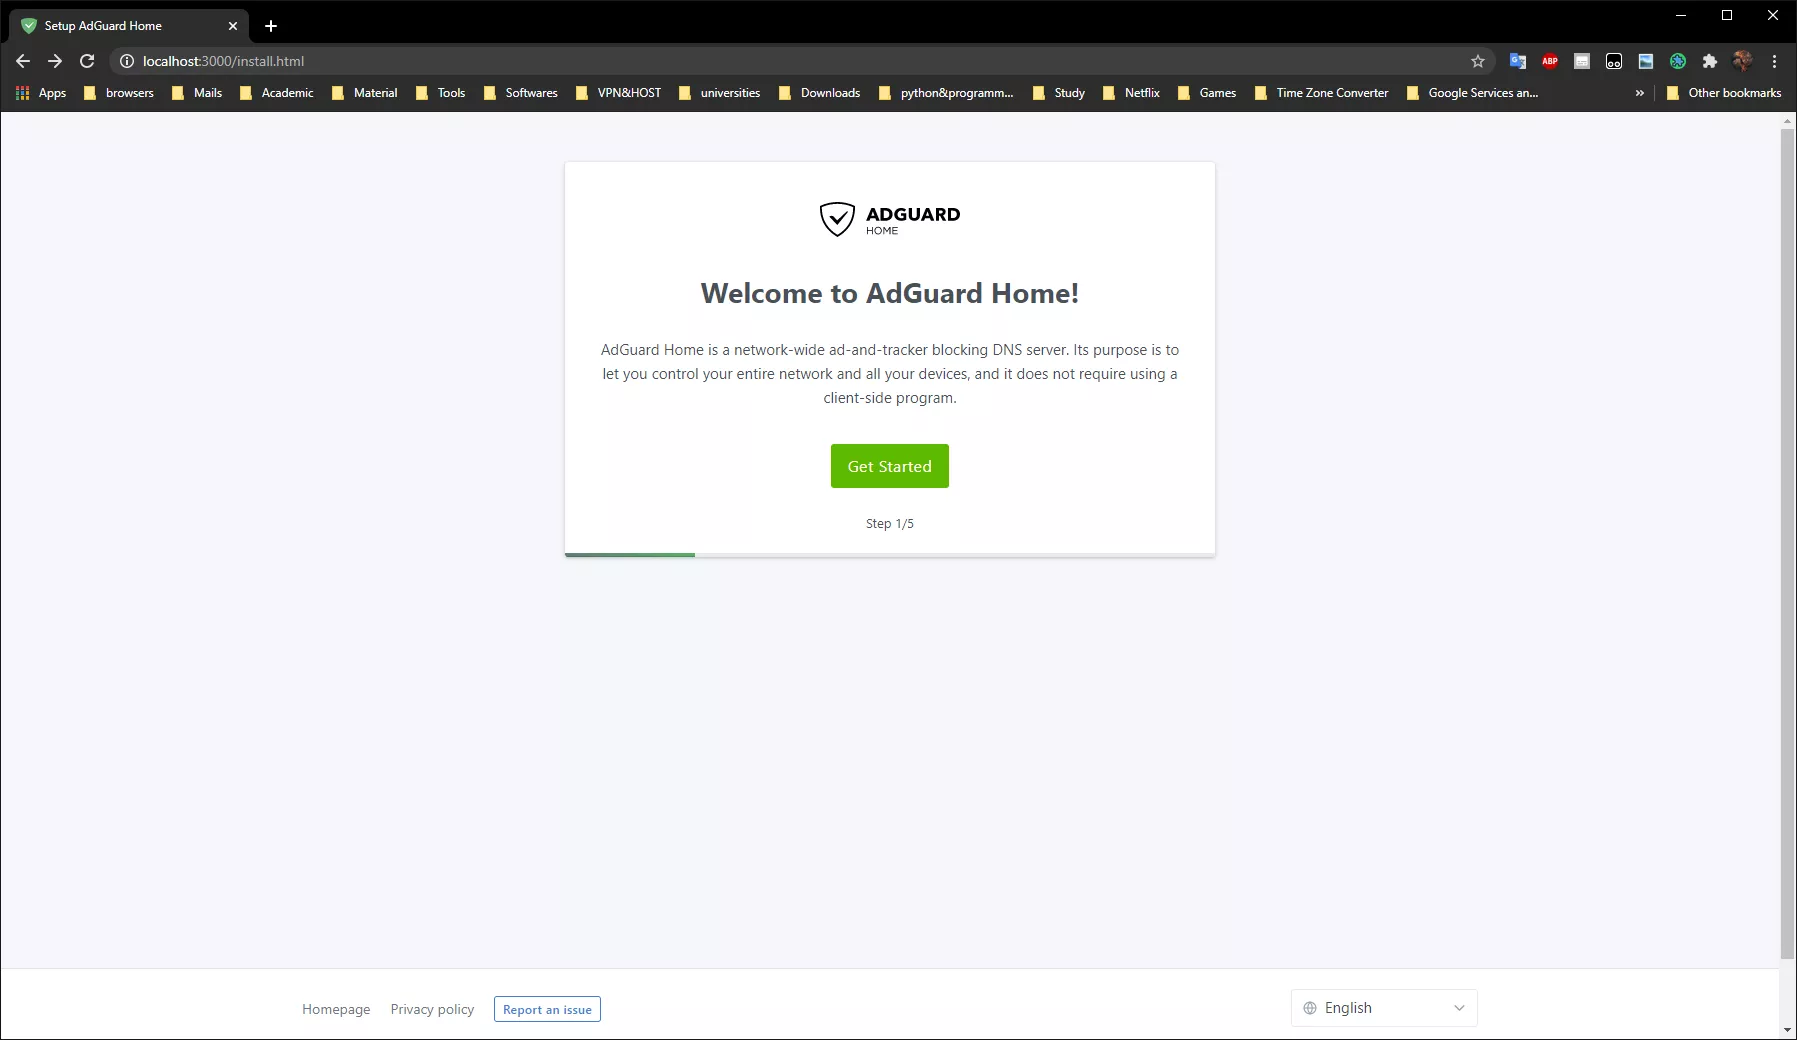 Setup AdGuard Home
localhost:3000/install.html
ABP
Apps browsers Mails Academic Material Tools Softwares VPN&HOST universities Downloads python&programm... Study Netflix Games Time Zone Converter Google Services an... » Other bookmarks
ADGUARD
HOME
Welcome to AdGuard Home!
AdGuard Home is a network-wide ad-and-tracker blocking DNS server. Its purpose is to
let you control your entire network and all your devices, and it does not require using a
client-side program.
Get Started
Step 1/5
Homepage Privacy policy Report an issue English